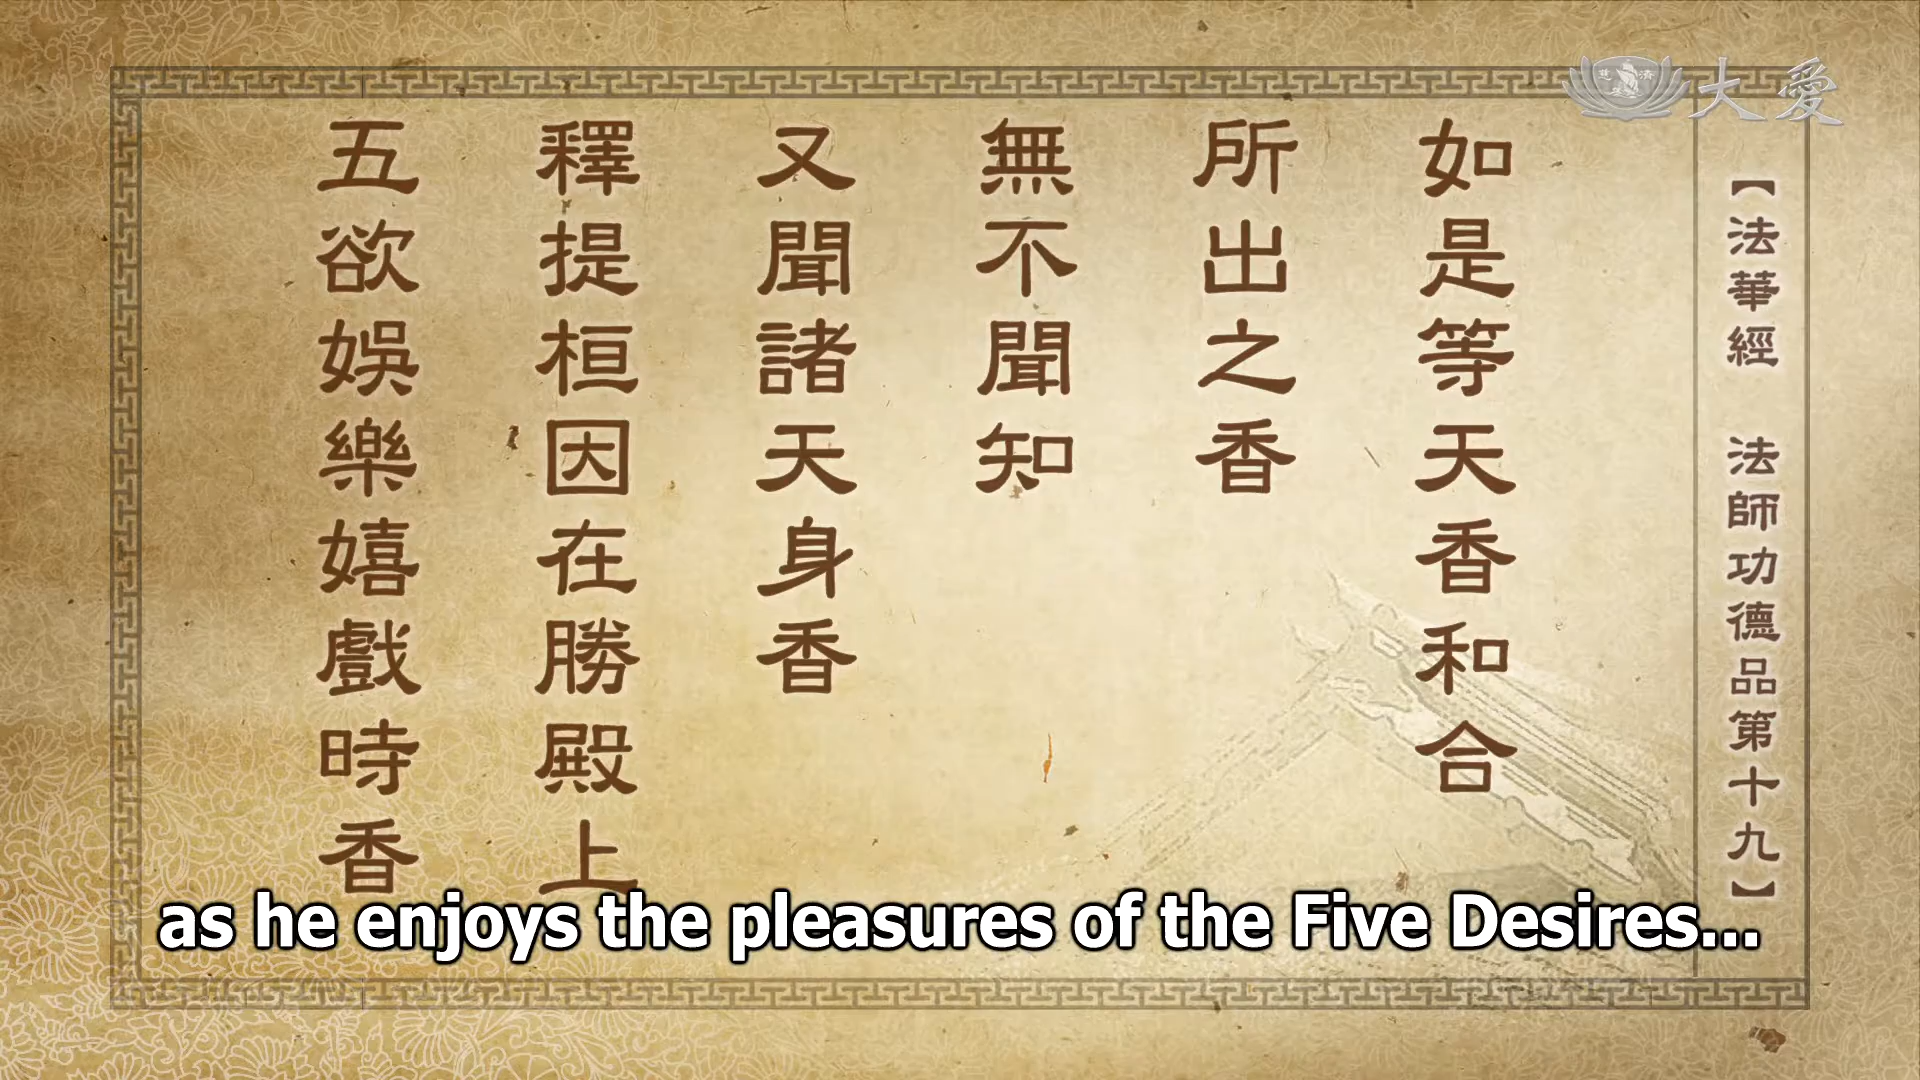 大愛
【法華經 法師功德品第十九】
如是等天香和合
所出之香
無不聞知
又聞諸天身香
釋提桓因在勝殿上
五欲娛樂嬉戲時香
as he enjoys the pleasures of the Five Desires...